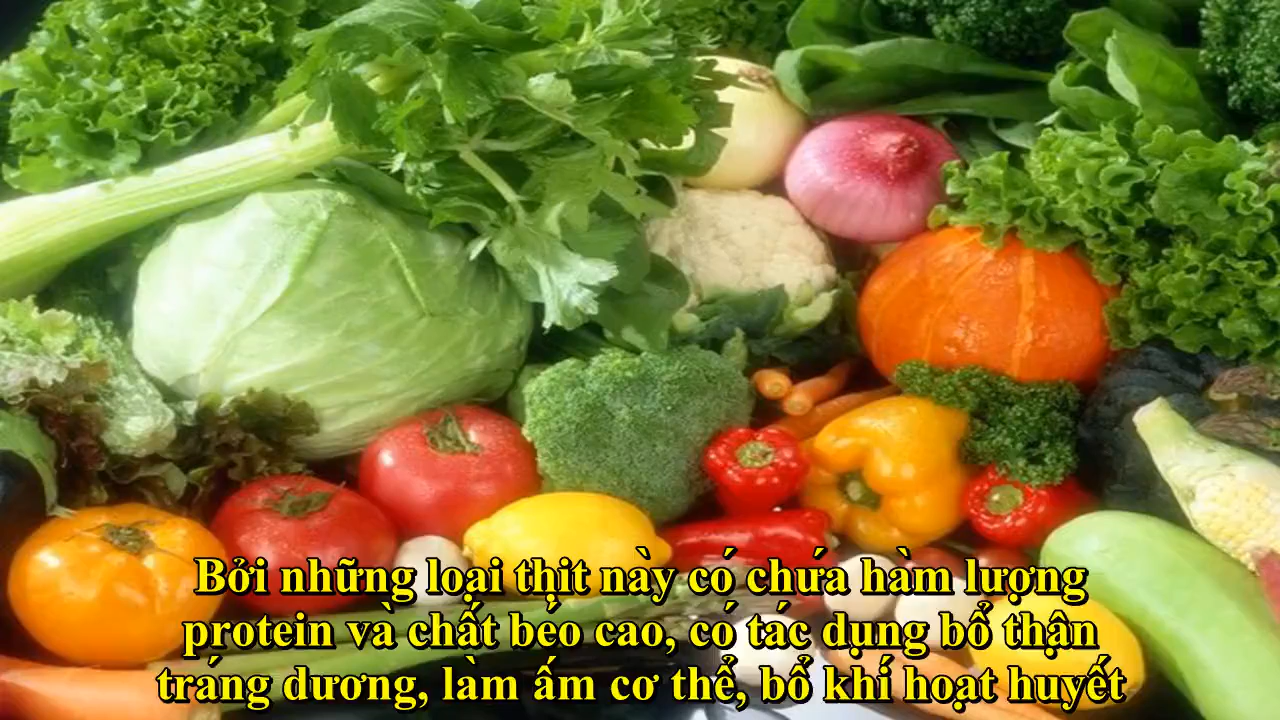 Bởi những loại thịt này có chứa hàm lượng
protein và chất béo cao, có tác dụng bổ thận
tráng dương, làm ấm cơ thể, bổ khí hoạt huyết